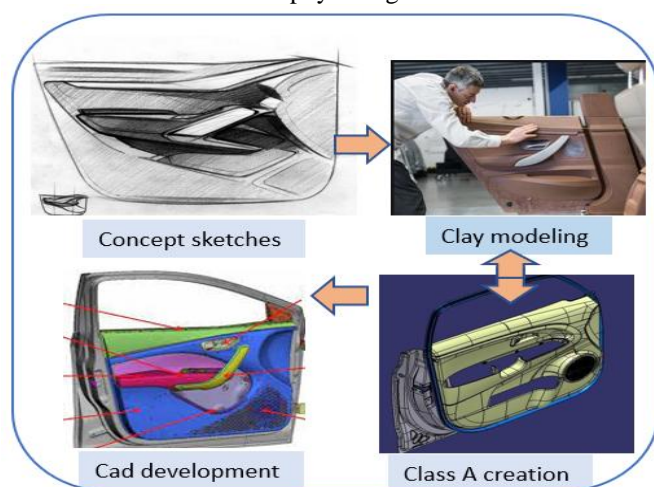 Concept sketches
Clay modeling
Cad development
Class A creation